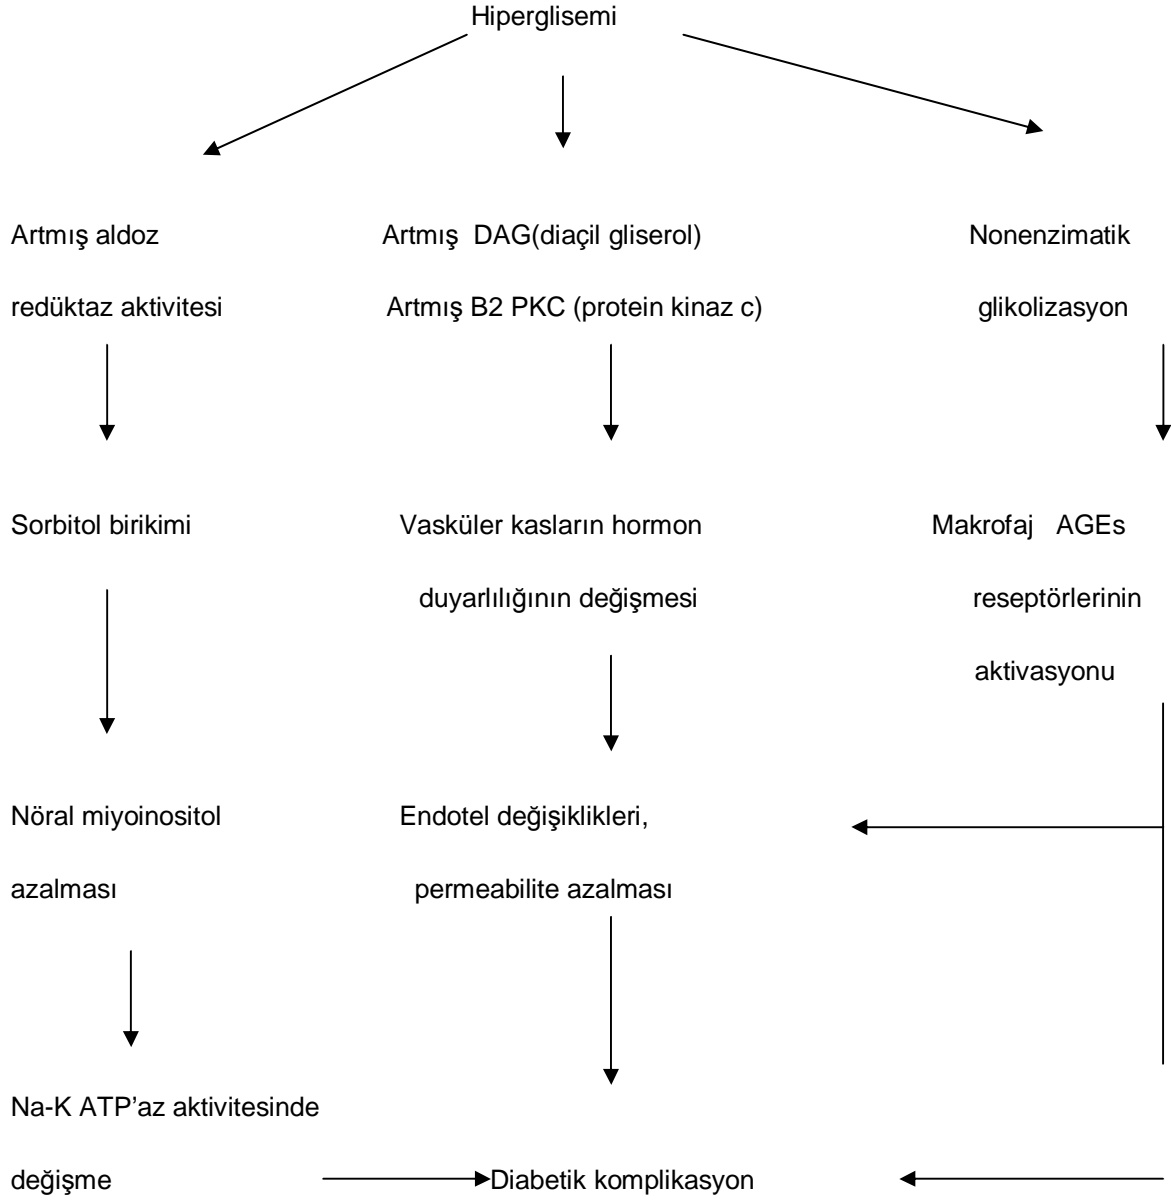 Hiperglisemi
Artmış aldoz
redüktaz aktivitesi
Artmış DAG(diaçil gliserol)
Artmış B2 PKC (protein kinaz c)
Nonenzimatik
glikolizasyon
Sorbitol birikimi
Vasküler kasların hormon
duyarlılığının değişmesi
Makrofaj AGEs
reseptörlerinin
aktivasyonu
Nöral miyoinositol
azalması
Endotel değişiklikleri,
permeabilite azalması
Na-K ATP’az aktivitesinde
değişme
Diabetik komplikasyon